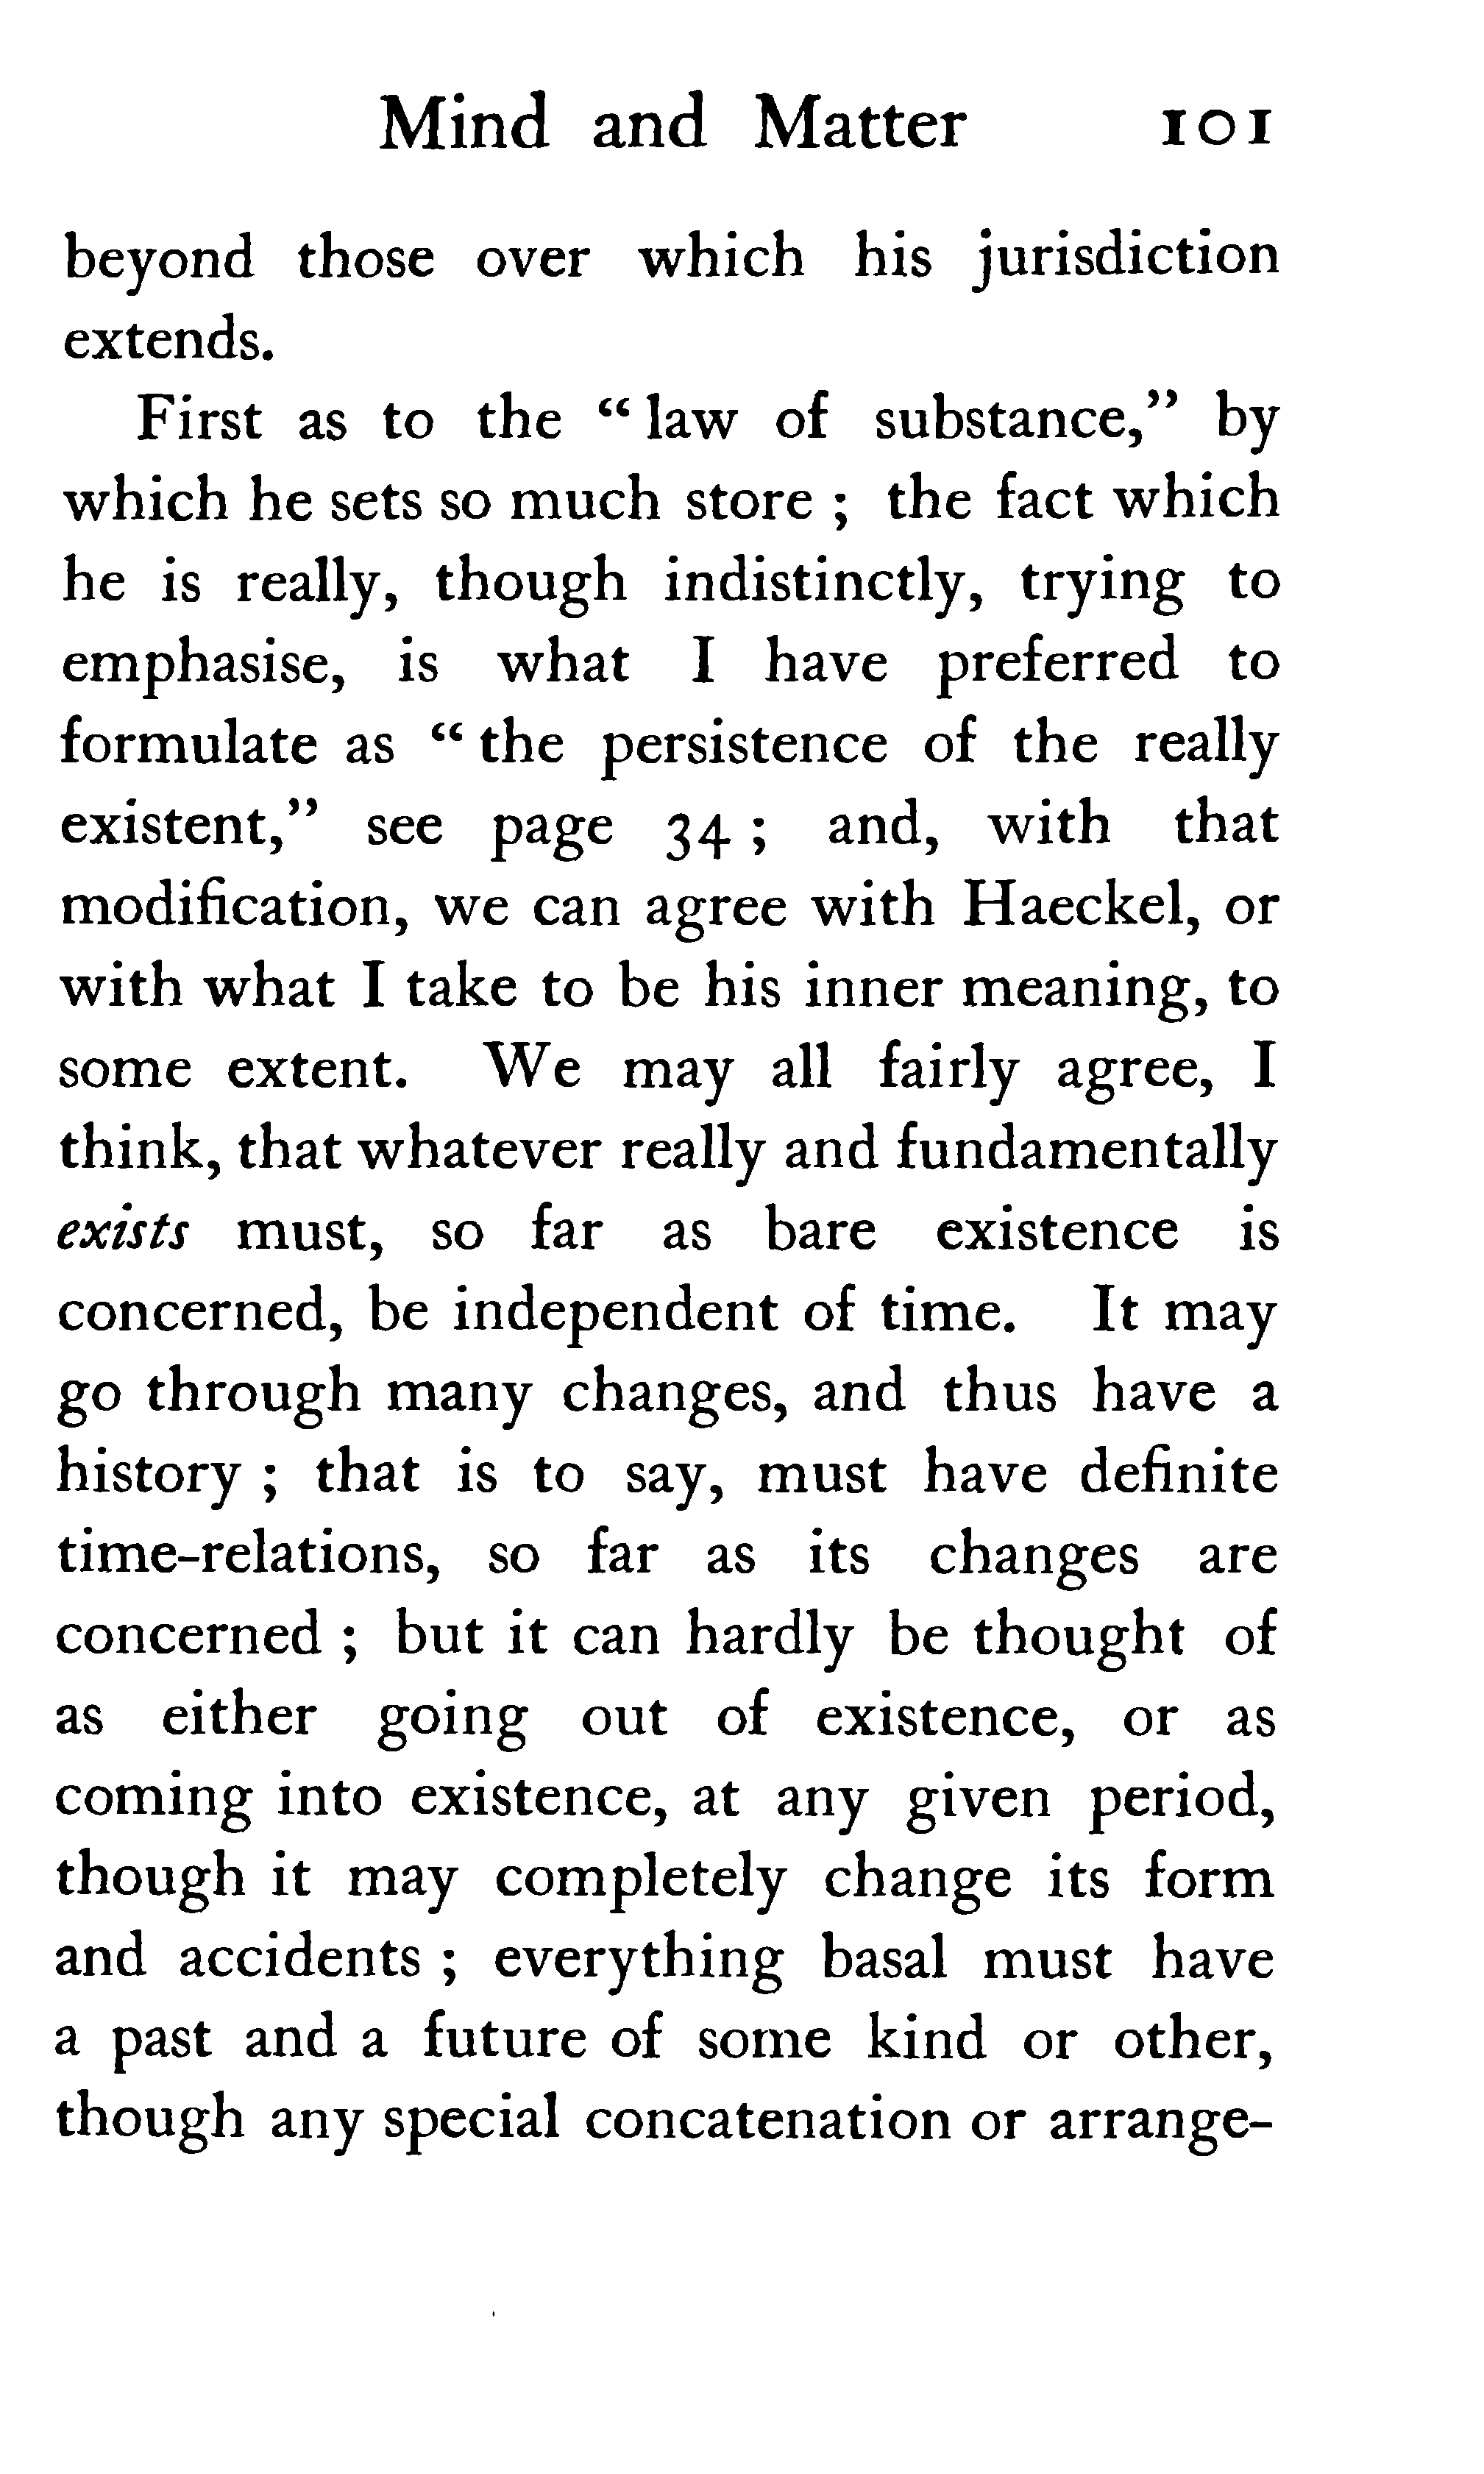 Mind and Matter 101
beyond those over which his jurisdiction
extends.
First as to the “law of substance,” by
which he sets so much store ; the fact which
he is really, though indistinctly, trying to
emphasise, is what I have preferred to
formulate as “the persistence of the really
existent,” see page 34 ; and, with that
modification, we can agree with Haeckel, or
with what I take to be his inner meaning, to
some extent. We may all fairly agree, I
think, that whatever really and fundamentally
exists must, so far as bare existence is
concerned, be independent of time. It may
go through many changes, and thus have a
history ; that is to say, must have definite
time-relations, so far as its changes are
concerned ; but it can hardly be thought of
as either going out of existence, or as
coming into existence, at any given period,
though it may completely change its form
and accidents ; everything basal must have
a past and a future of some kind or other,
though any special concatenation or arrange-